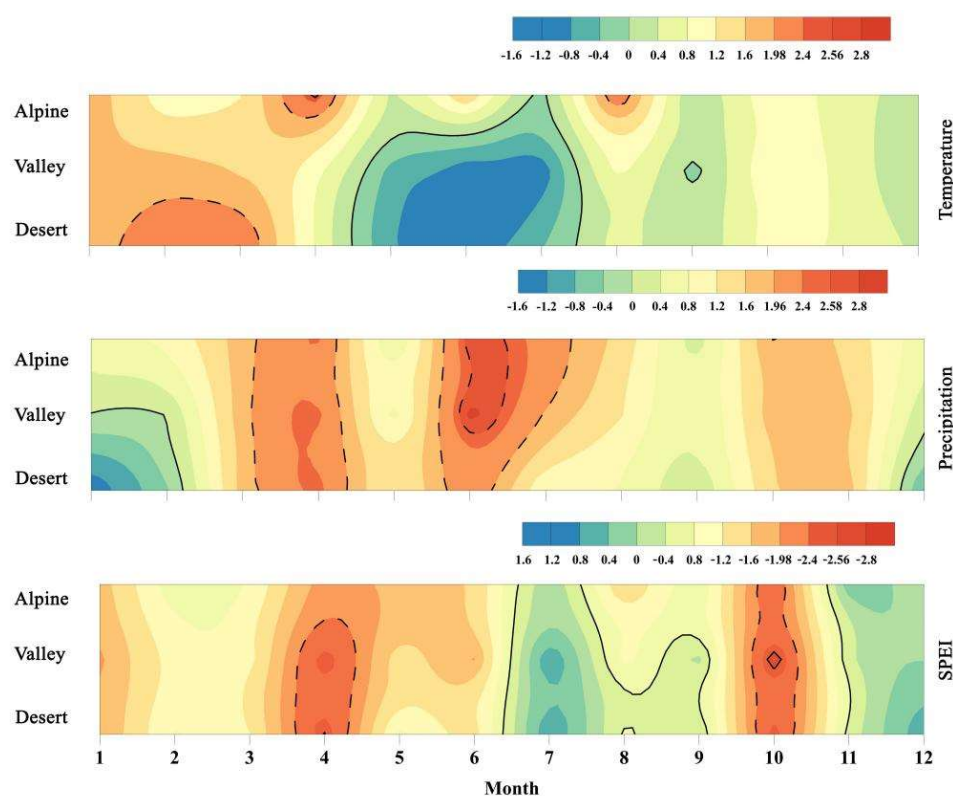 -1.6 -1.2 -0.8 -0.4 0 0.4 0.8 1.2 1.98 2.4 2.56 2.8
Alpine
Valley
Desert
Temperature
-1.6 -1.2 -0.8 -0.4 0 0.4 0.8 1.2 1.96 2.4 2.58 2.8
Alpine
Valley
Desert
Precipitation
1.6 1.2 0.8 0.4 0 -0.4 -0.8 -1.2 -1.6 -1.98 -2.4 -2.56 -2.8
Alpine
Valley
Desert
SPEI
1 2 3 4 5 6 7 8 9 10 11 12
Month